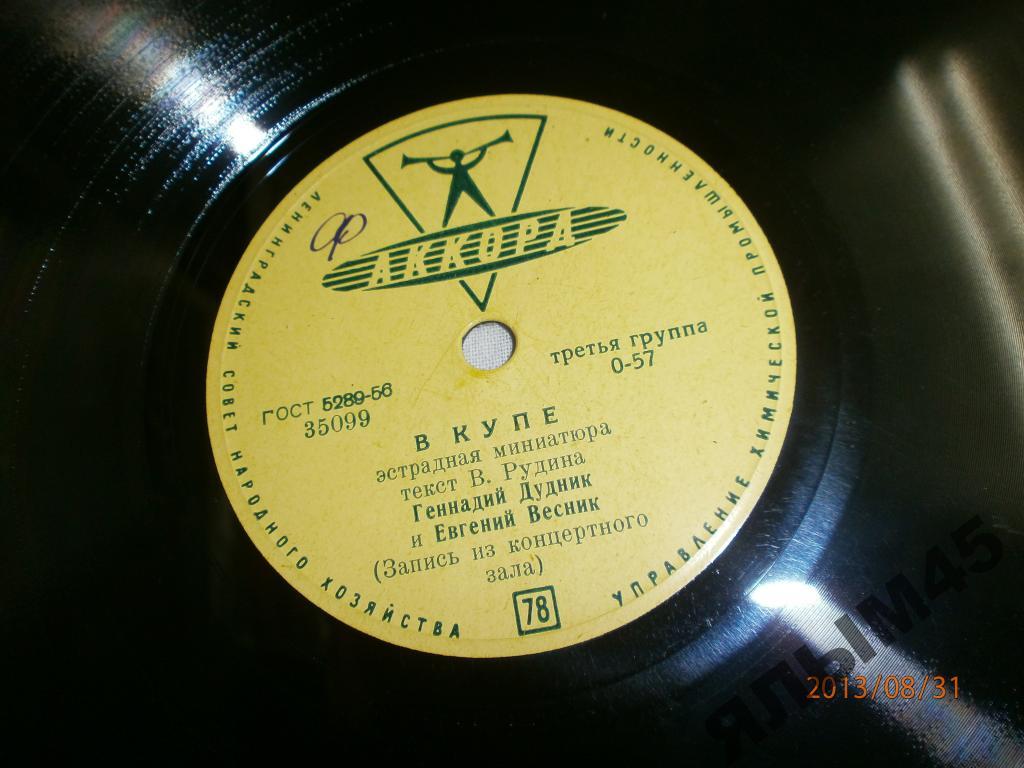 ЛЕНИНГРАДСКИЙ СОВЕТ НАРОДНОГО ХОЗЯЙСТВА
УПРАВЛЕНИЕ ХИМИЧЕСКОЙ ПРОМЫШЛЕННОСТИ
АККОРД
третья группа
0-57
ГОСТ 5289-56
35099
В КУПЕ
эстрадная миниатюра
текст В. Рудина
Геннадий Дудник
и Евгений Весник
(Запись из концертного
зала)
78
2013/08/31
ЯЛЫМ45